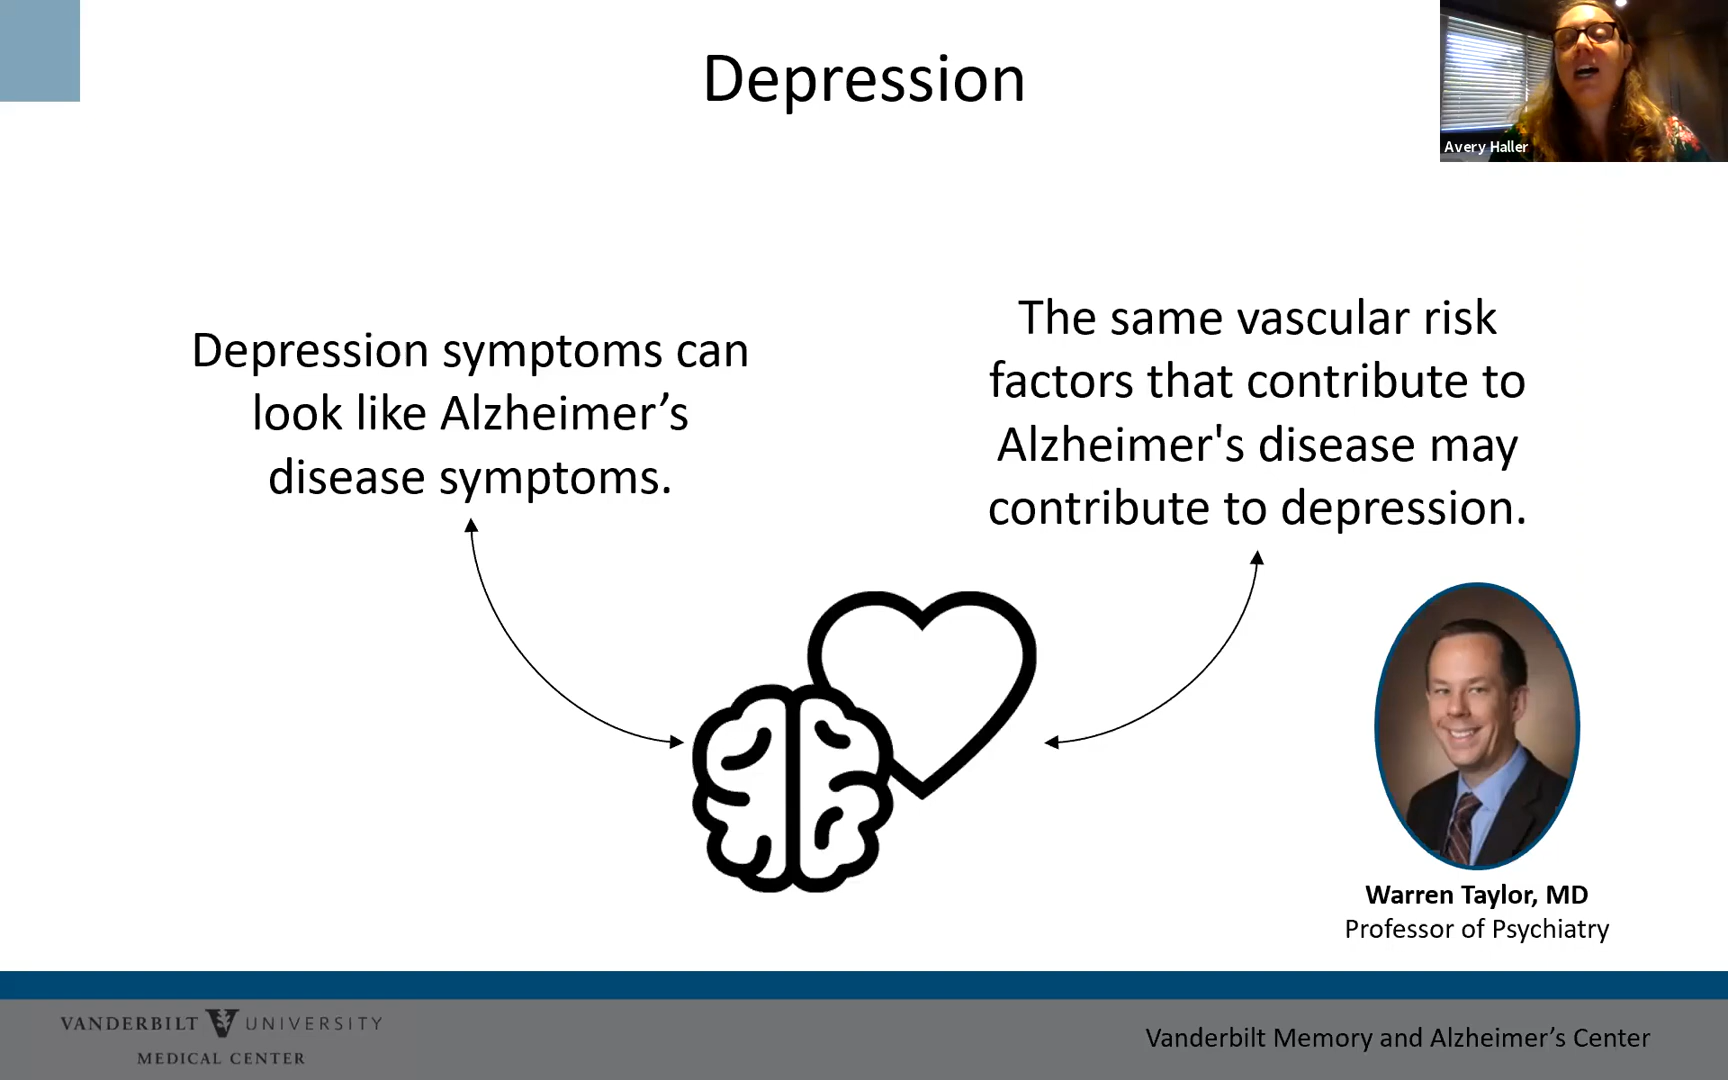 Depression
Avery Haller
Depression symptoms can
look like Alzheimer’s
disease symptoms.
The same vascular risk
factors that contribute to
Alzheimer's disease may
contribute to depression.
Warren Taylor, MD
Professor of Psychiatry
VANDERBILT UNIVERSITY
MEDICAL CENTER
Vanderbilt Memory and Alzheimer’s Center